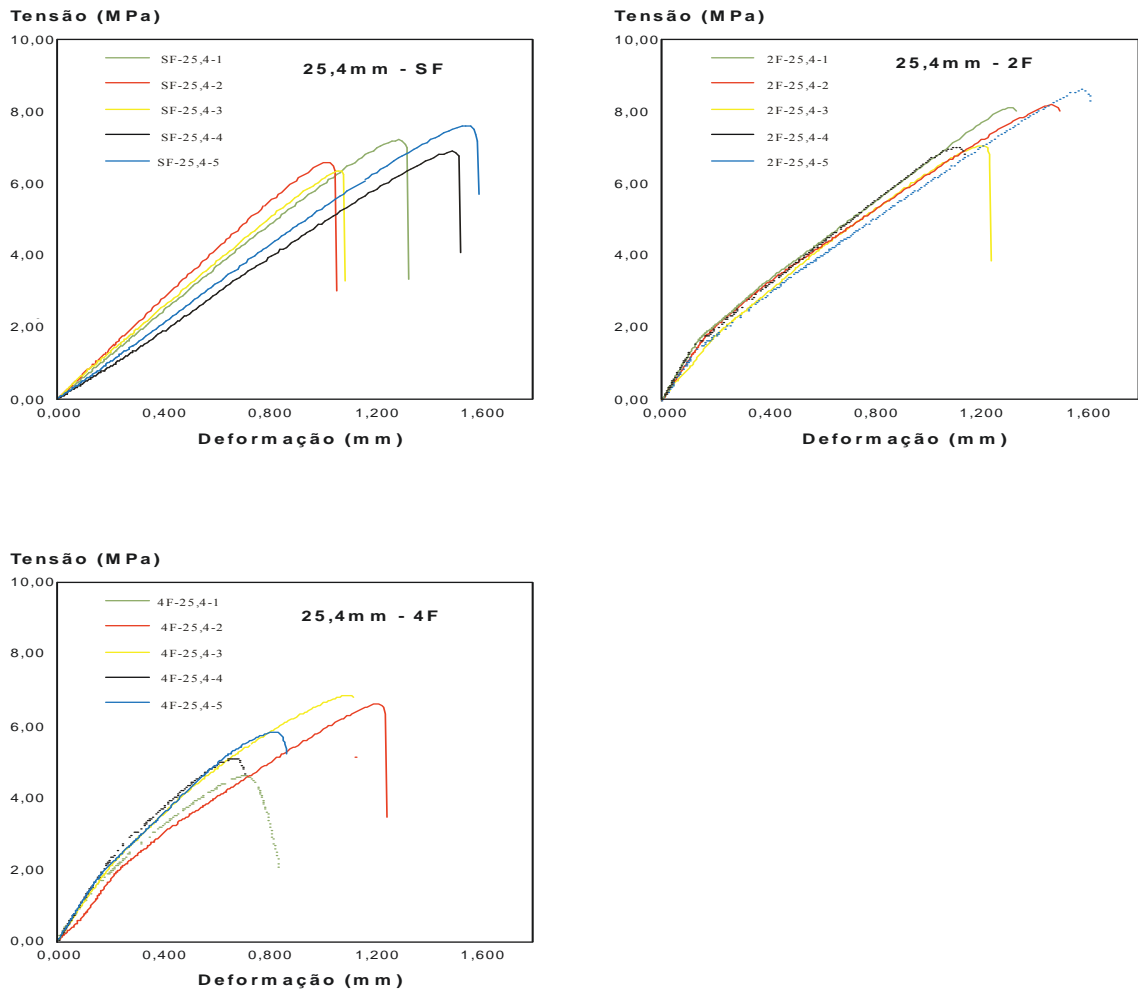 Tensão (MPa)
10,00
8,00
6,00
4,00
2,00
0,00
SF-25,4-1
SF-25,4-2
SF-25,4-3
SF-25,4-4
SF-25,4-5
25,4mm - SF
0,000 0,400 0,800 1,200 1,600
Deformação (mm)
Tensão (MPa)
10,00
8,00
6,00
4,00
2,00
0,00
2F-25,4-1
2F-25,4-2
2F-25,4-3
2F-25,4-4
2F-25,4-5
25,4mm - 2F
0,000 0,400 0,800 1,200 1,600
Deformação (mm)
Tensão (MPa)
10,00
8,00
6,00
4,00
2,00
0,00
4F-25,4-1
4F-25,4-2
4F-25,4-3
4F-25,4-4
4F-25,4-5
25,4mm - 4F
0,000 0,400 0,800 1,200 1,600
Deformação (mm)